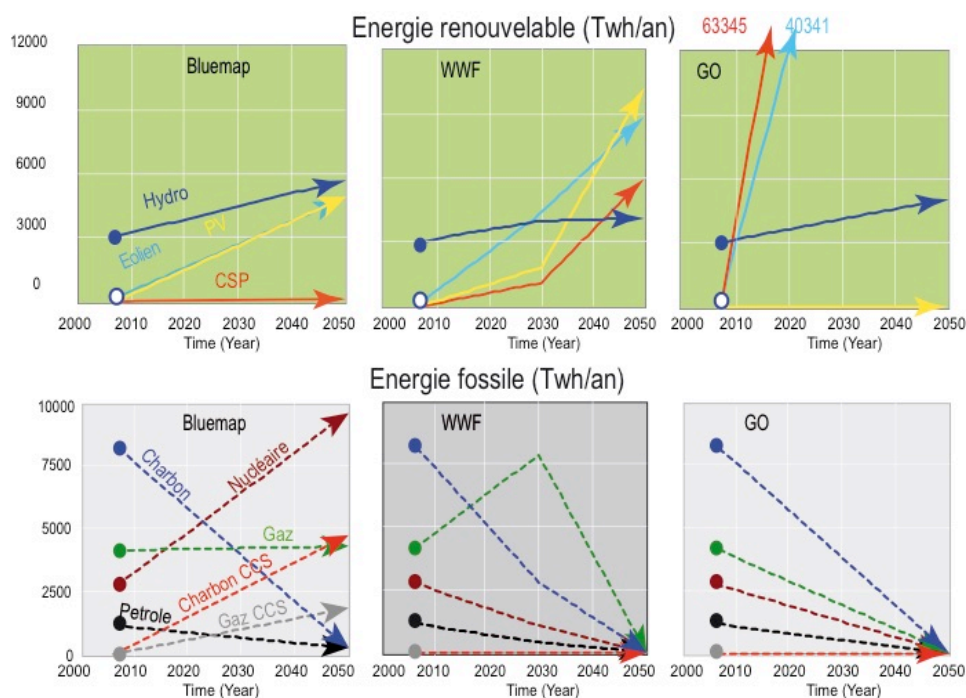 Energie renouvelable (Twh/an)
63345 40341
12000
9000
6000
3000
0
Bluemap
Hydro
PV
Eolien
CSP
2000 2010 2020 2030 2040 2050
Time (Year)
WWF
2000 2010 2020 2030 2040 2050
Time (Year)
GO
2000 2010 2020 2030 2040 2050
Time (Year)
Energie fossile (Twh/an)
10000
7500
5000
2500
0
Bluemap
Charbon
Nucléaire
Gaz
Charbon CCS
Petrole
Gaz CCS
2000 2010 2020 2030 2040 2050
Time (Year)
WWF
2000 2010 2020 2030 2040 2050
Time (Year)
GO
2000 2010 2020 2030 2040 2050
Time (Year)